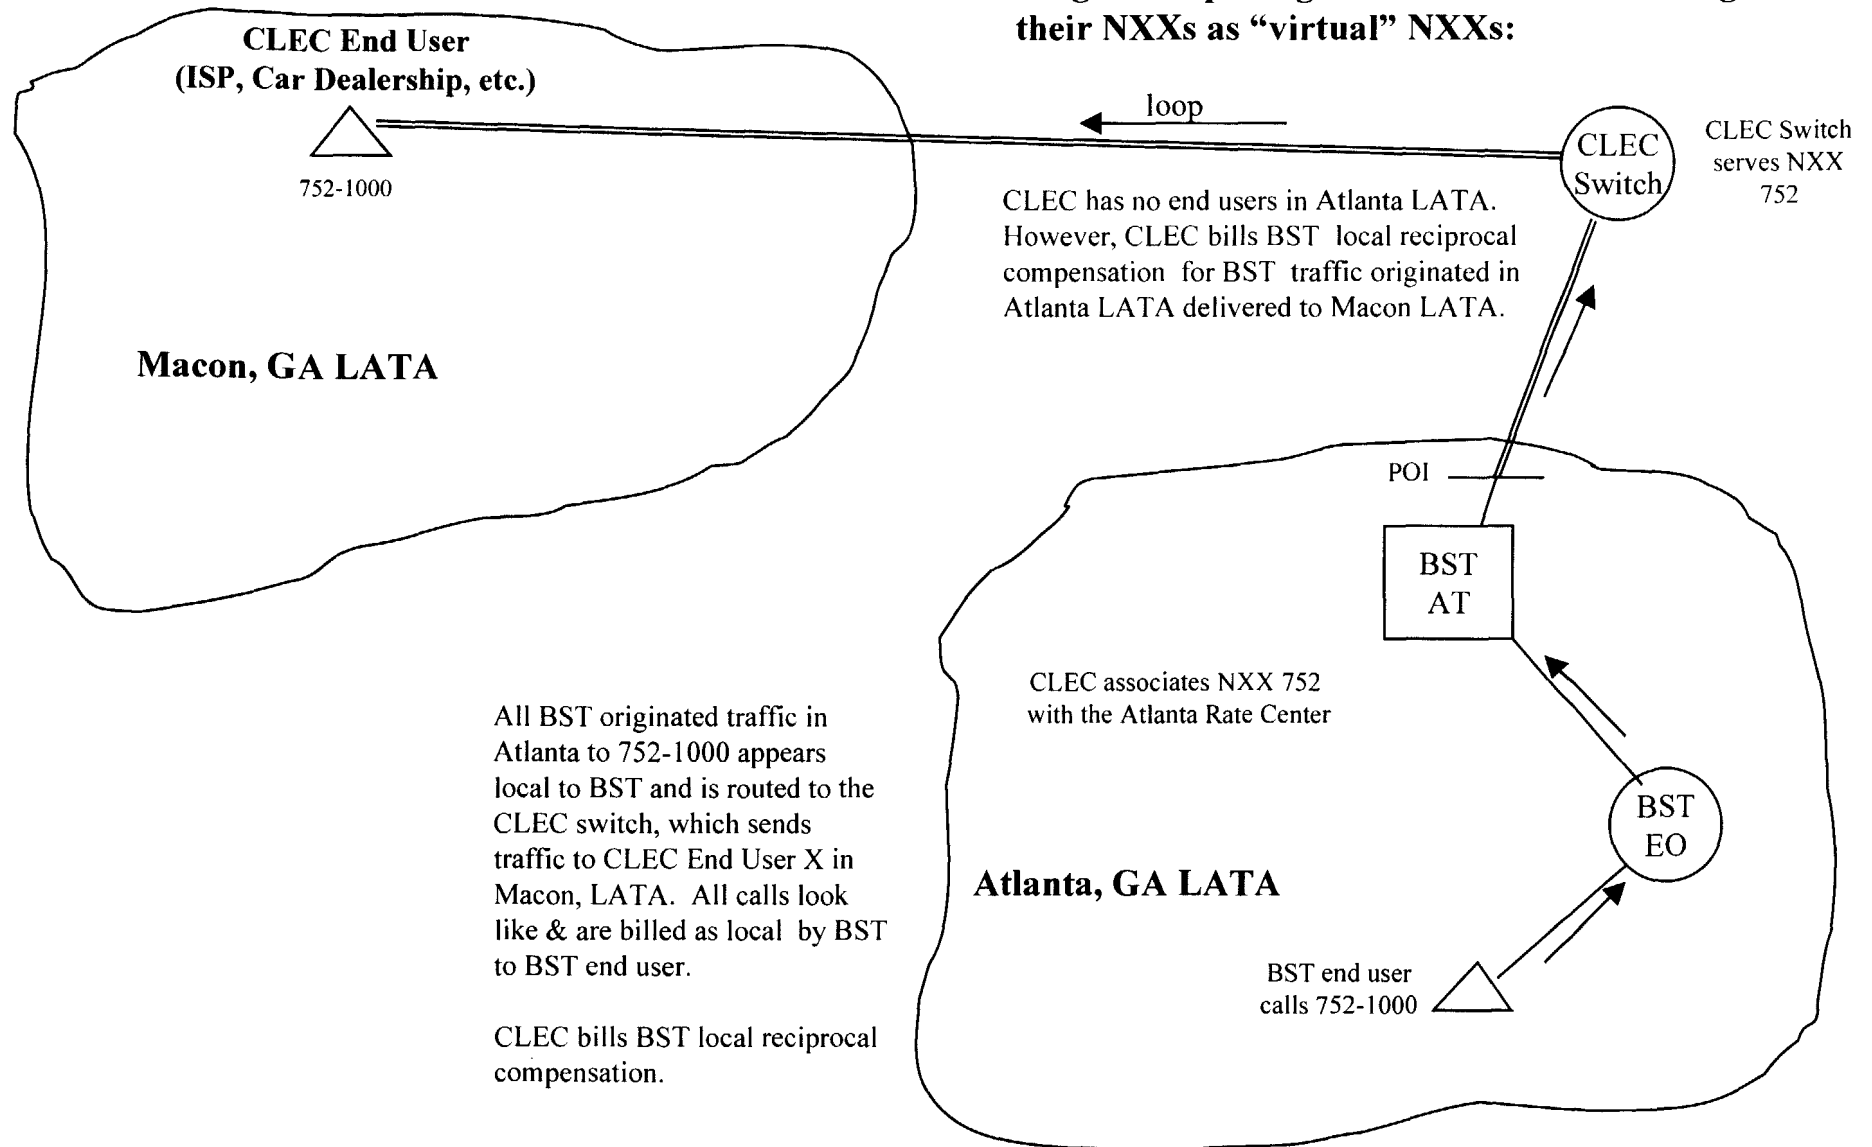 their NXXs as “virtual” NXXs:
CLEC End User
(ISP, Car Dealership, etc.)
752-1000
loop
CLEC
Switch
CLEC Switch
serves NXX
752
CLEC has no end users in Atlanta LATA.
However, CLEC bills BST local reciprocal
compensation for BST traffic originated in
Atlanta LATA delivered to Macon LATA.
Macon, GA LATA
POI
BST
AT
CLEC associates NXX 752
with the Atlanta Rate Center
All BST originated traffic in
Atlanta to 752-1000 appears
local to BST and is routed to the
CLEC switch, which sends
traffic to CLEC End User X in
Macon, LATA. All calls look
like & are billed as local by BST
to BST end user.
CLEC bills BST local reciprocal
compensation.
BST
EO
Atlanta, GA LATA
BST end user
calls 752-1000